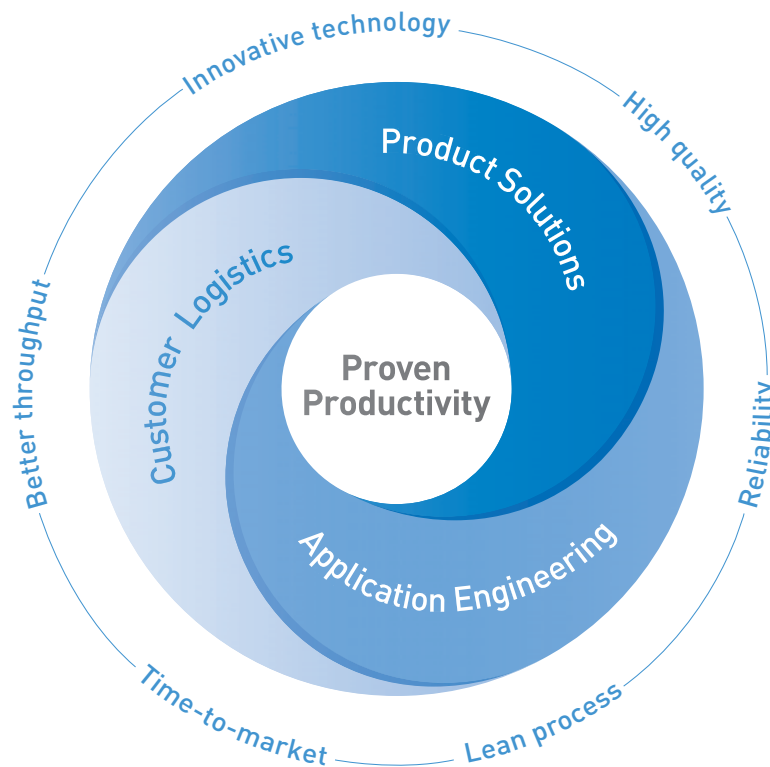 Innovative technology
High quality
Reliability
Lean process
Time-to-market
Better throughput
Product Solutions
Application Engineering
Customer Logistics
Proven
Productivity